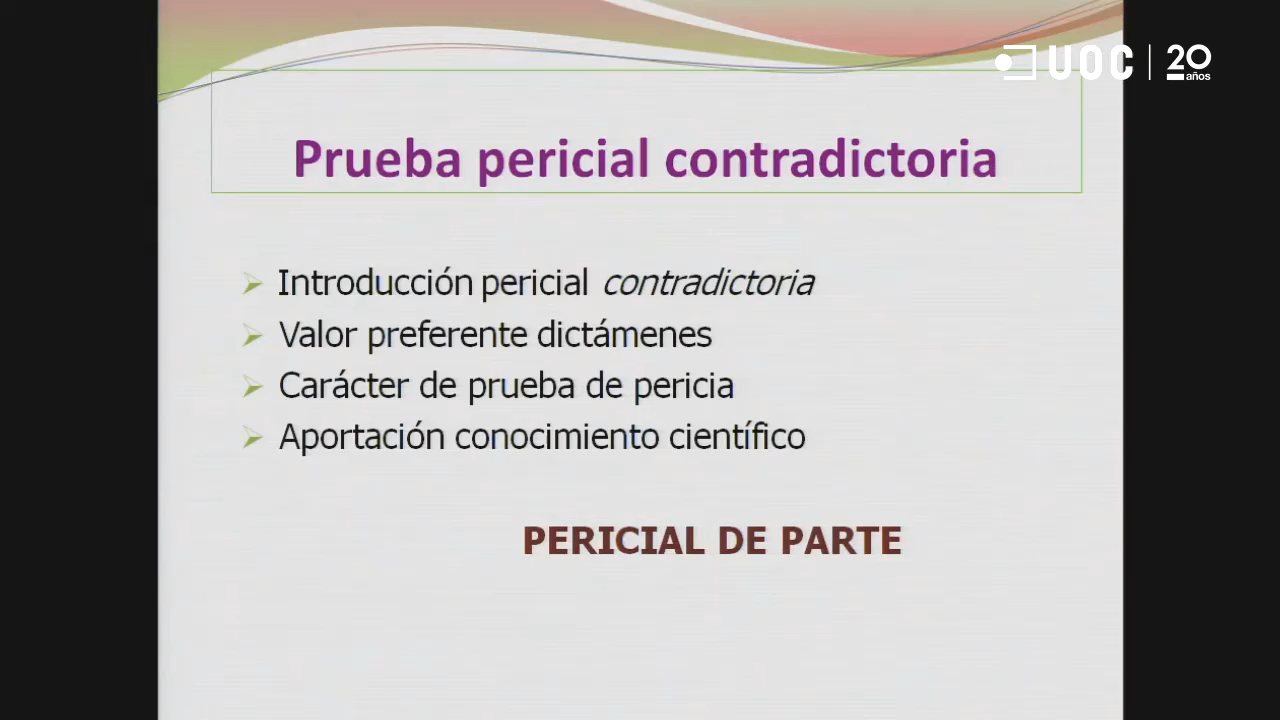 UOC
20
años
Prueba pericial contradictoria
Introducción pericial contradictoria
Valor preferente dictámenes
Carácter de prueba de pericia
Aportación conocimiento científico
PERICIAL DE PARTE